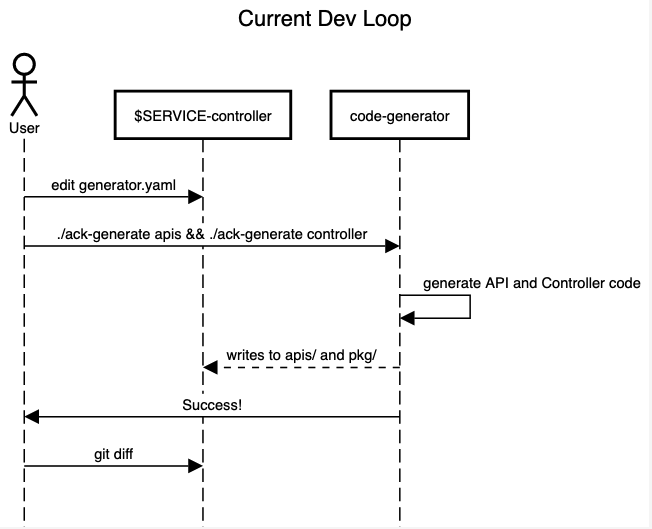 Current Dev Loop
User
$SERVICE-controller
code-generator
edit generator.yaml
./ack-generate apis && ./ack-generate controller
generate API and Controller code
writes to apis/ and pkg/
Success!
git diff